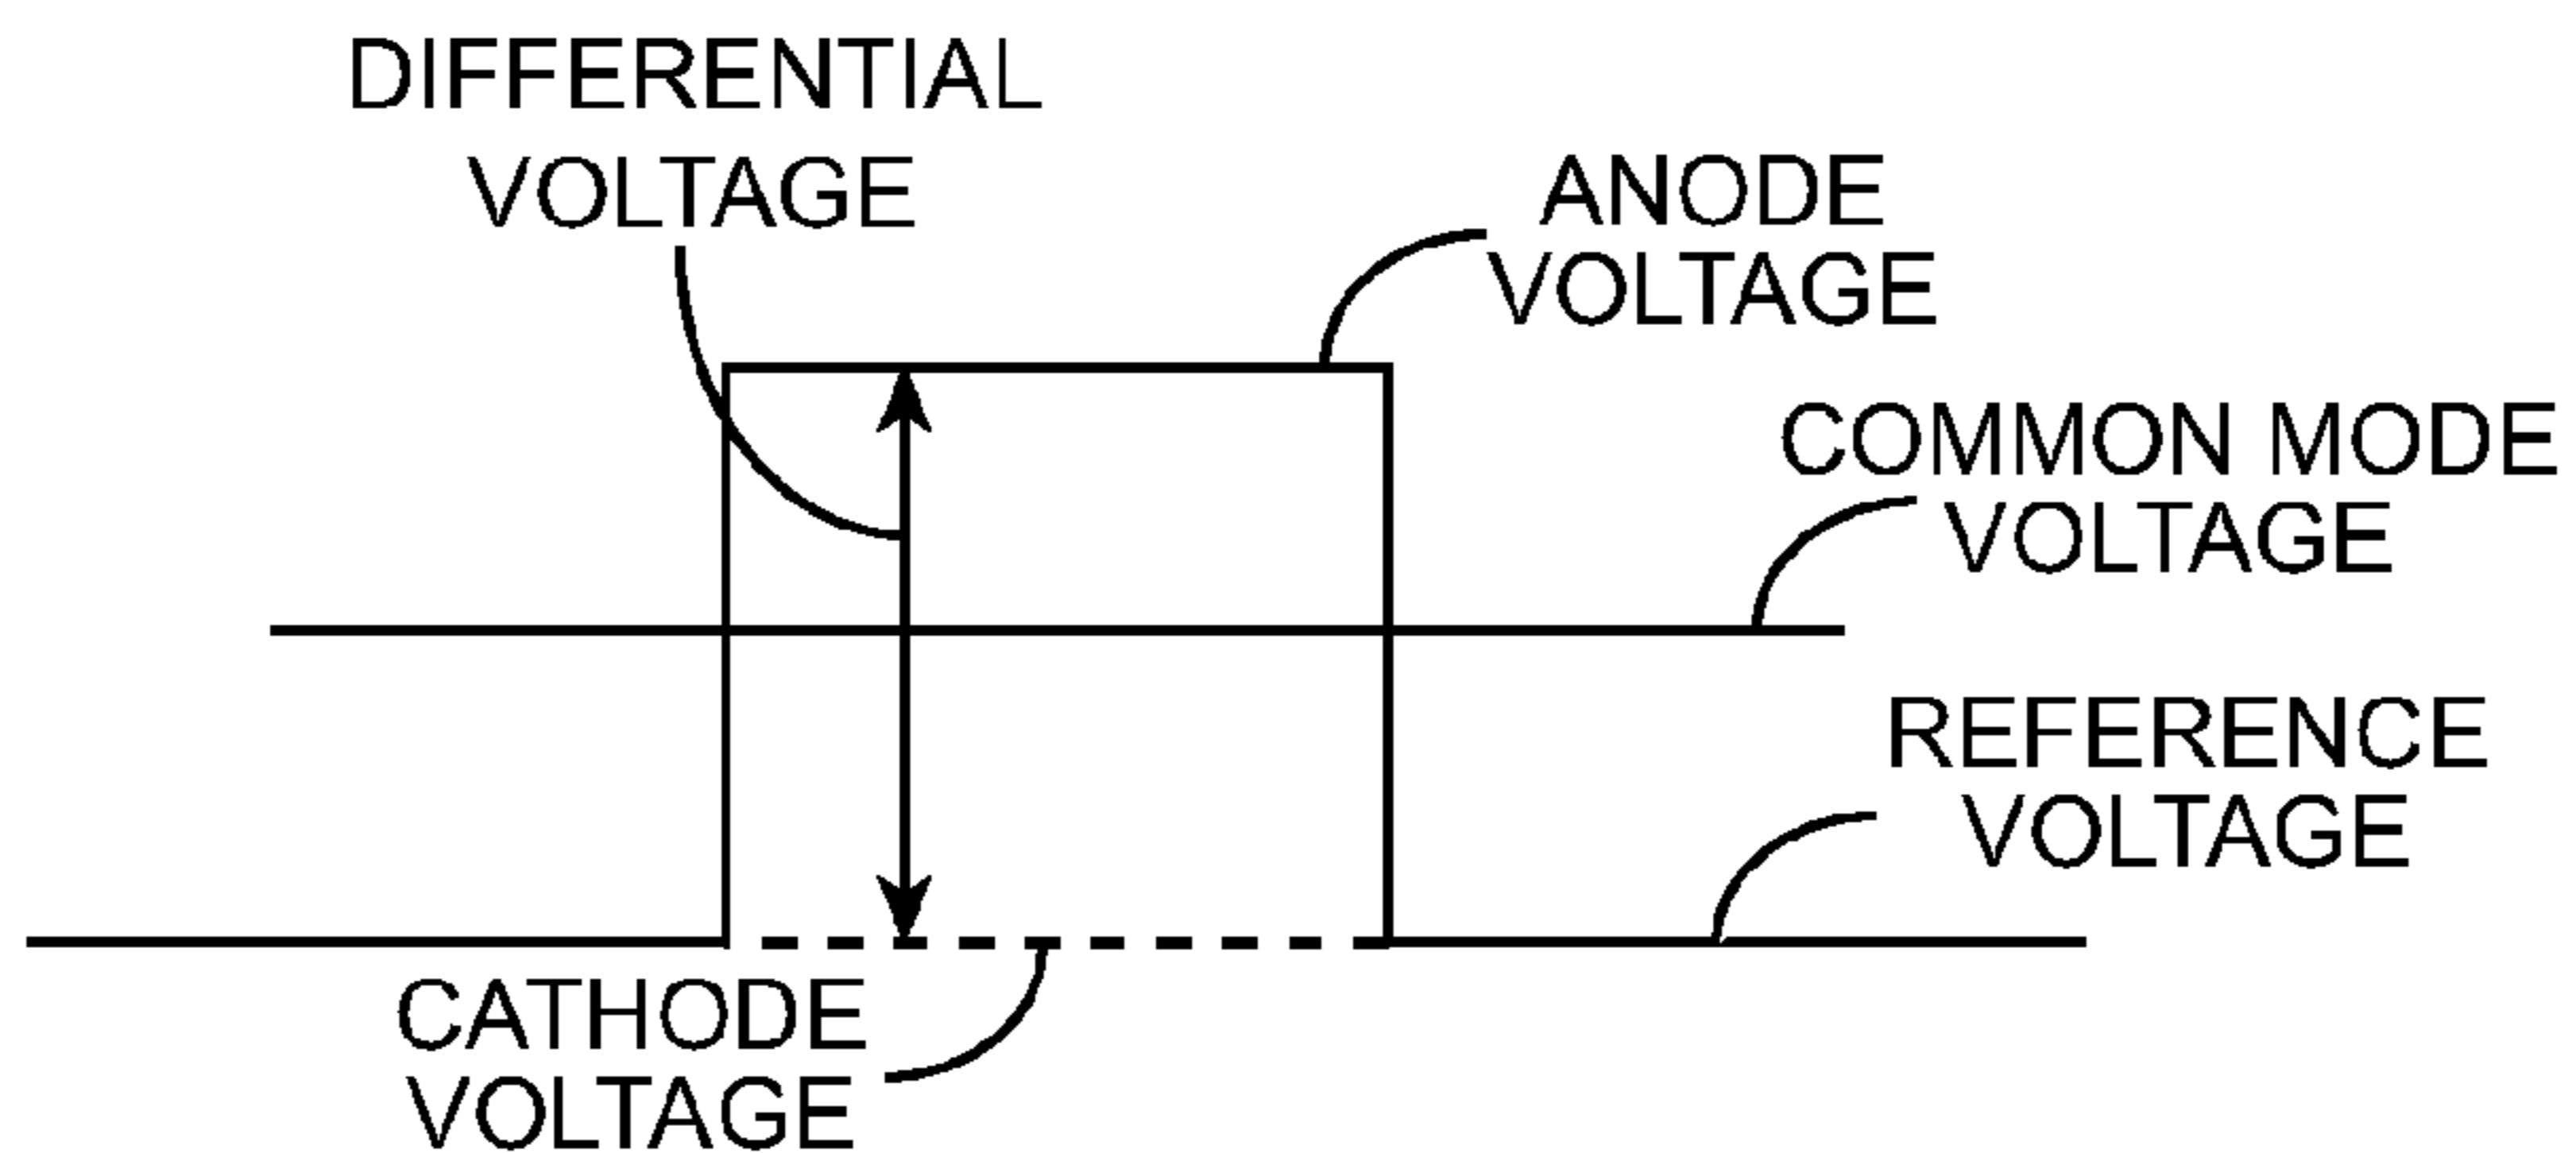 DIFFERENTIAL
VOLTAGE
ANODE
VOLTAGE
COMMON MODE
VOLTAGE
REFERENCE
VOLTAGE
CATHODE
VOLTAGE